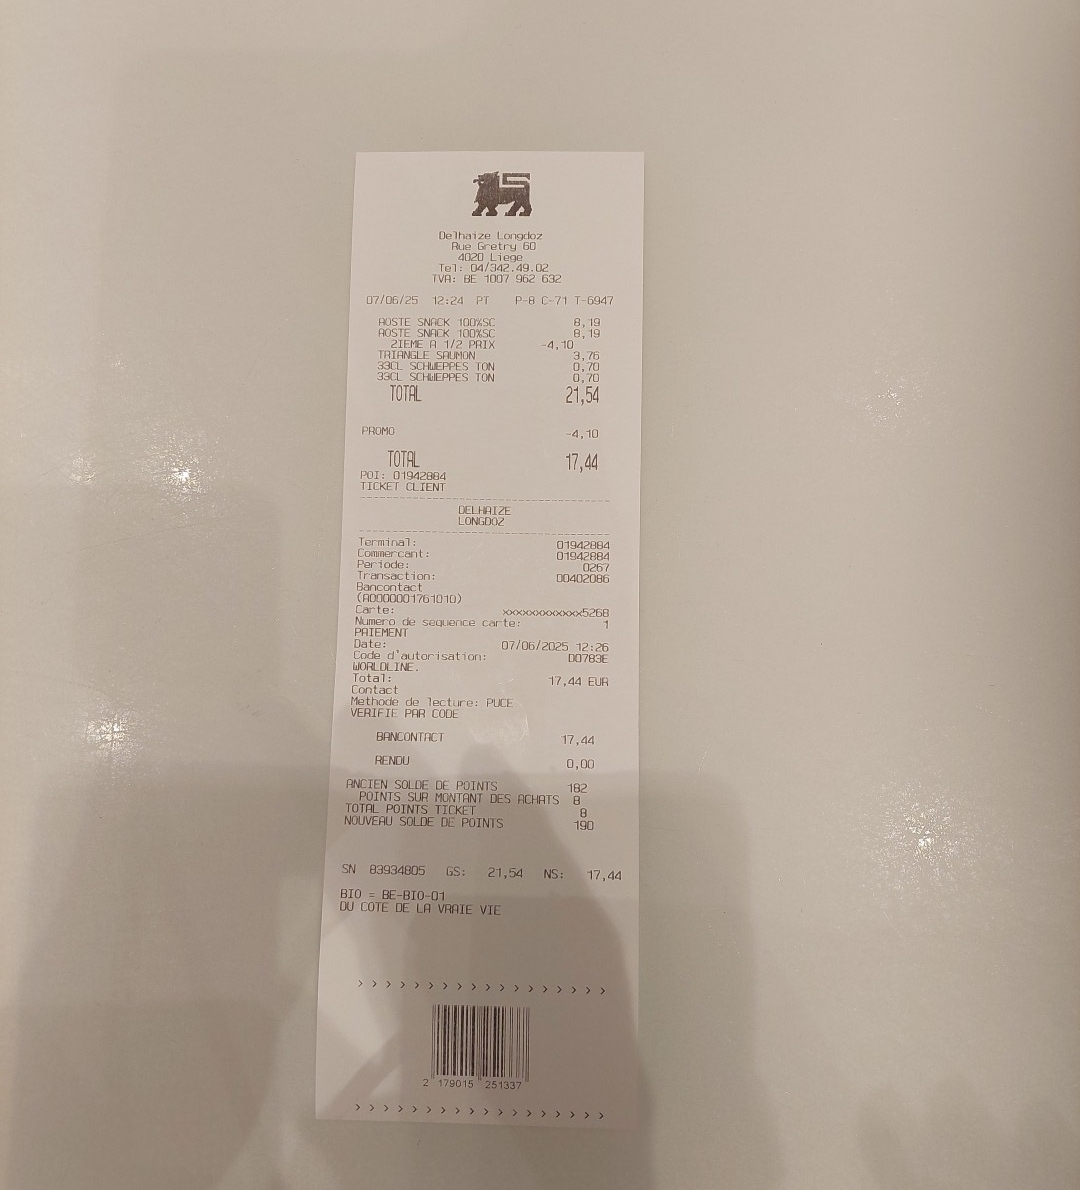 Delhaize Longdoz
Rue Gretry 60
4020 Liege
Tel: 04/342.49.02
TVA: BE 1007 962 632
07/06/25 12:24 PT P-8 C-71 T-6947
AOSTE SNACK 100%SC 8,19
AOSTE SNACK 100%SC 8,19
2IEME A 1/2 PRIX -4,10
TRIANGLE SAUMON 3,76
33CL SCHWEPPES TON 0,70
33CL SCHWEPPES TON 0,70
TOTAL 21,54
PROMO -4,10
TOTAL 17,44
POI: 01942884
TICKET CLIENT
DELHAIZE
LONGDOZ
Terminal: 01942884
Commercant: 01942884
Periode: 0267
Transaction: 00402086
Bancontact
(A0000001761010)
Carte: xxxxxxxxxxxxx5268
Numero de sequence carte: 1
PAIEMENT
Date: 07/06/2025 12:26
Code d'autorisation: D0783E
WORLDLINE.
Total: 17,44 EUR
Contact
Methode de lecture: PUCE
VERIFIE PAR CODE
BANCONTACT 17,44
RENDU 0,00
ANCIEN SOLDE DE POINTS 182
POINTS SUR MONTANT DES ACHATS 8
TOTAL POINTS TICKET 8
NOUVEAU SOLDE DE POINTS 190
SN 83934805 GS: 21,54 NS: 17,44
BIO = BE-BIO-01
DU COTE DE LA VRAIE VIE
> > > > > > > > > > > > > > > > > >
2 179015 251337
> > > > > > > > > > > > > > > > > >